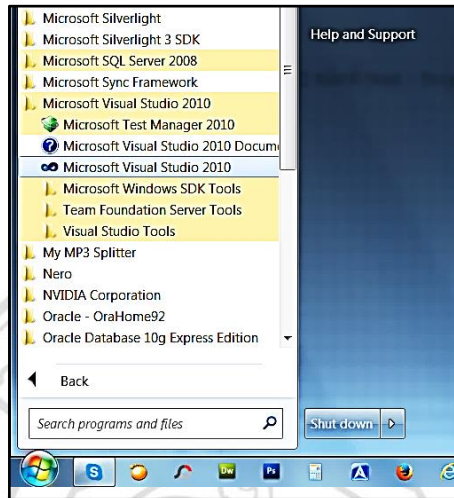 Microsoft Silverlight
Microsoft Silverlight 3 SDK
Microsoft SQL Server 2008
Microsoft Sync Framework
Microsoft Visual Studio 2010
Microsoft Test Manager 2010
Microsoft Visual Studio 2010 Docum
Microsoft Visual Studio 2010
Microsoft Windows SDK Tools
Team Foundation Server Tools
Visual Studio Tools
My MP3 Splitter
Nero
NVIDIA Corporation
Oracle - OraHome92
Oracle Database 10g Express Edition
Back
Search programs and files
Help and Support
Shut down
S Dw Ps